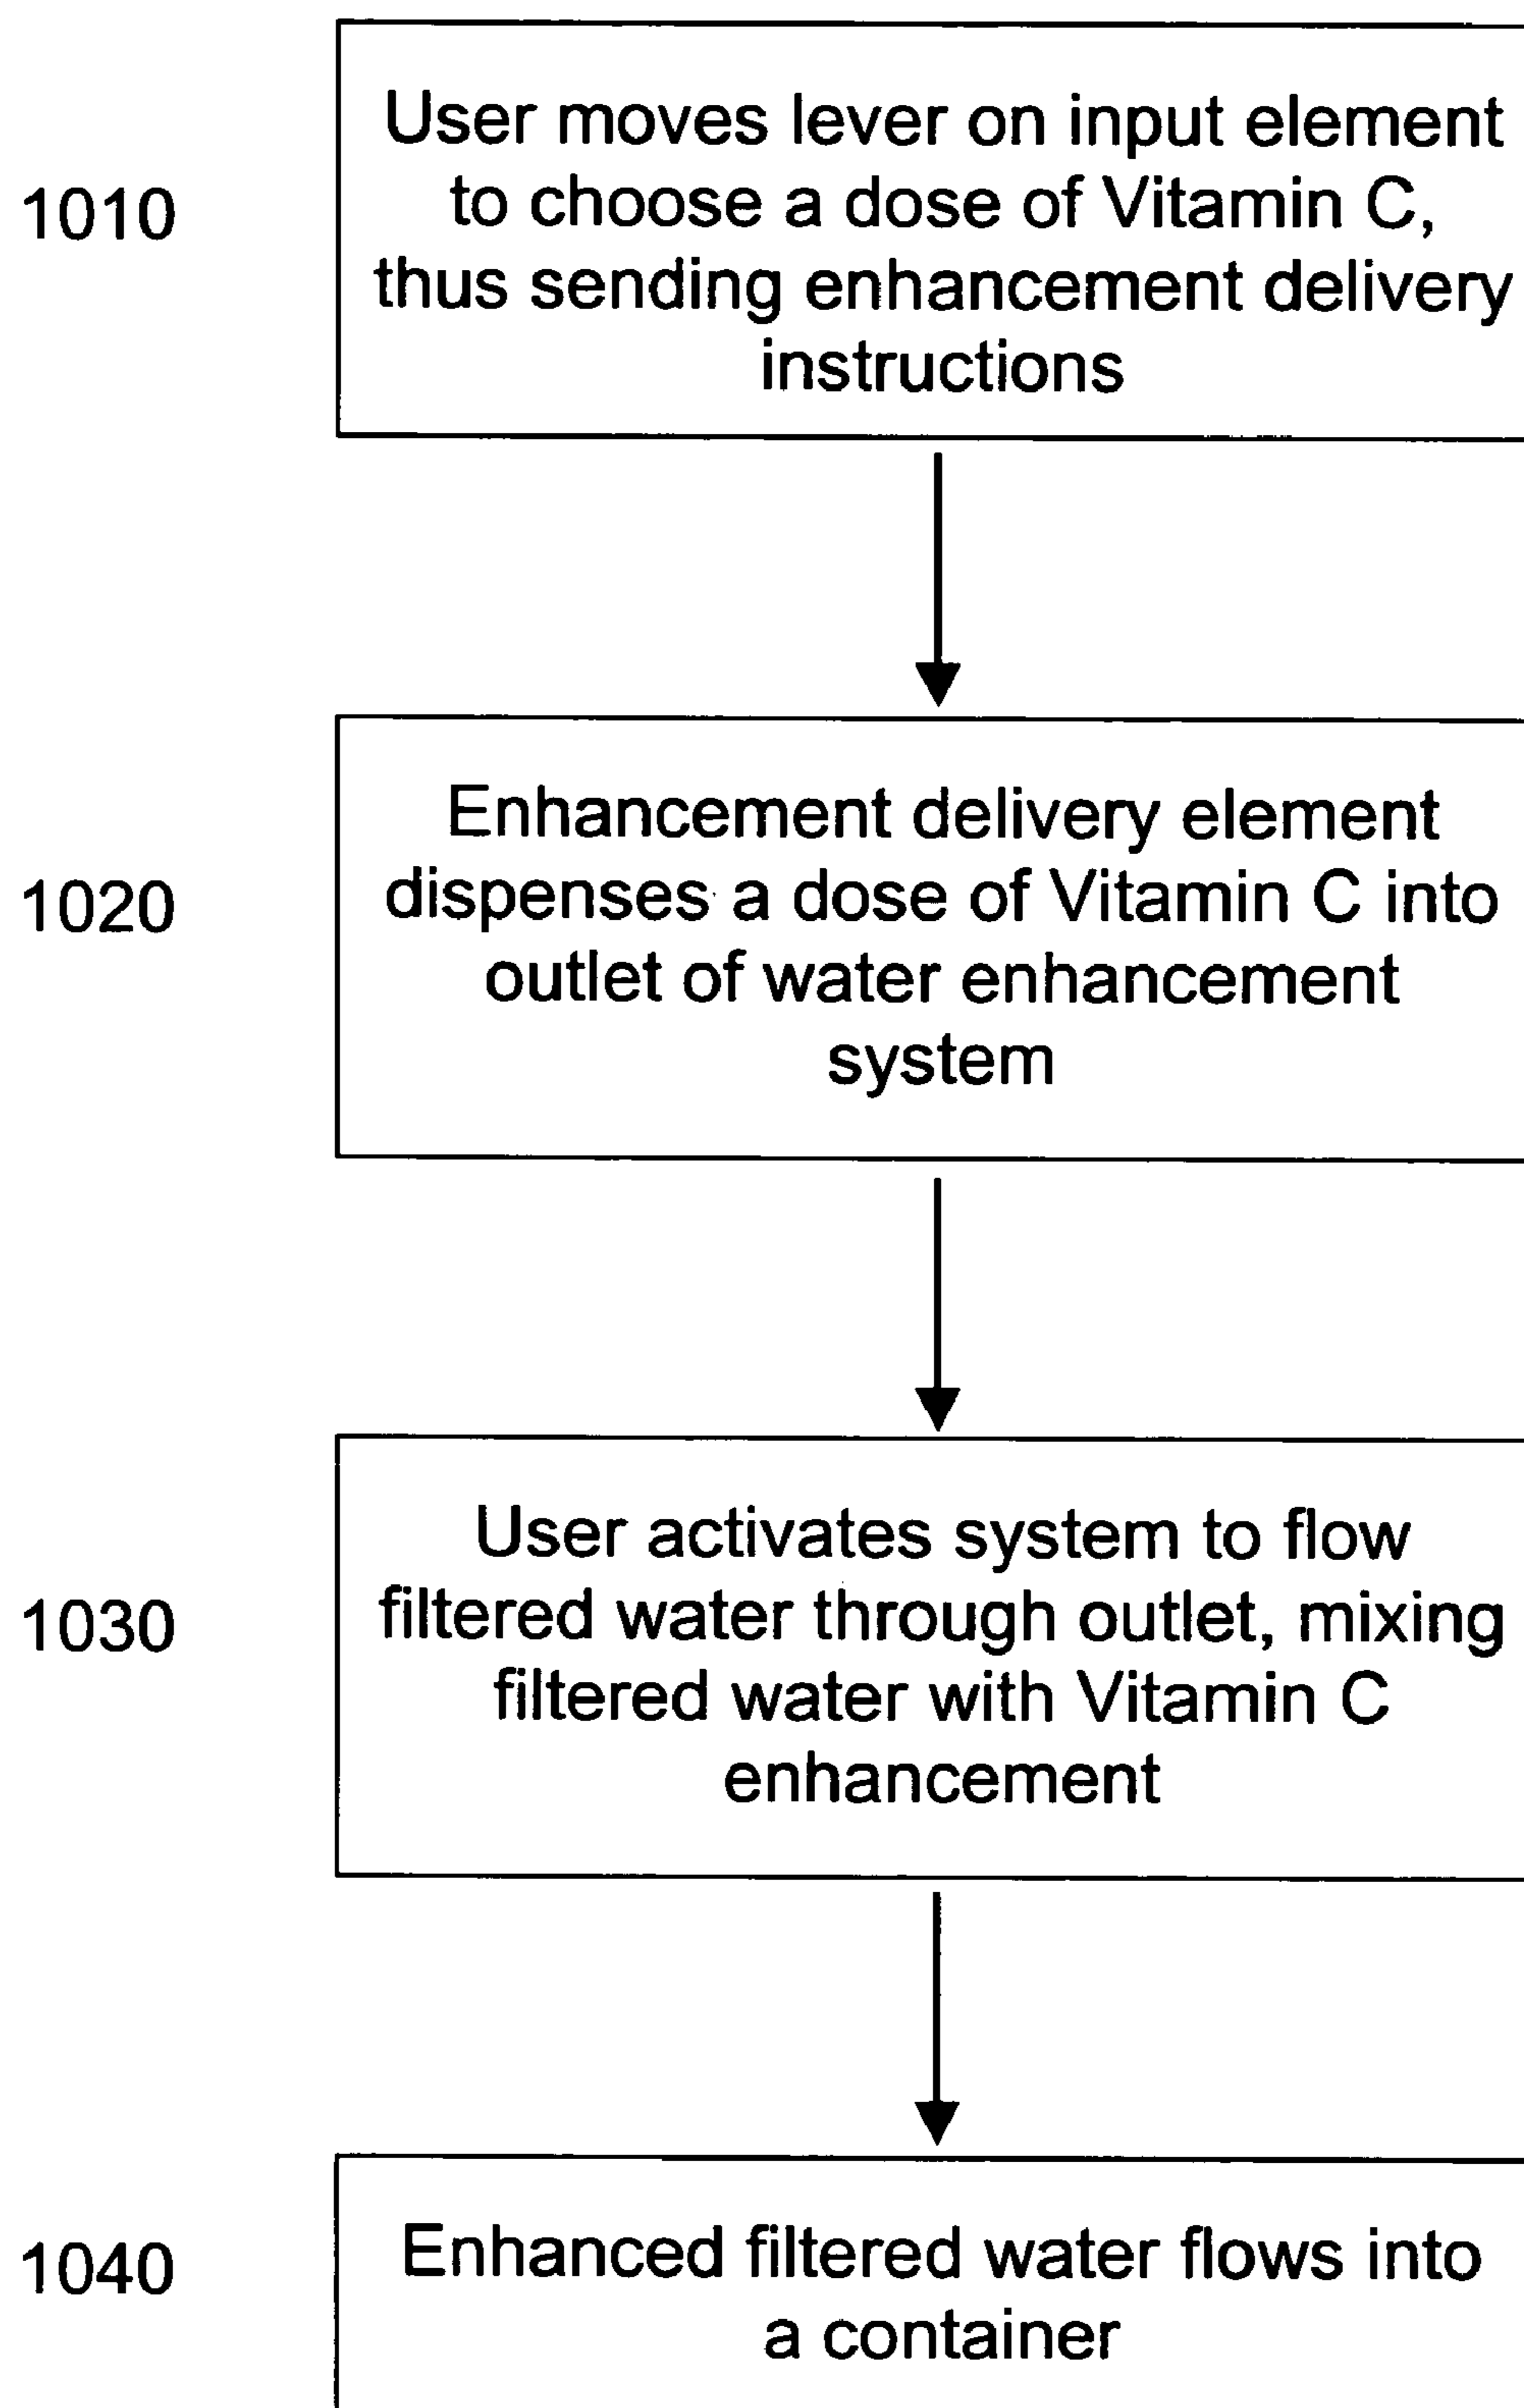 1010
User moves lever on input element
to choose a dose of Vitamin C,
thus sending enhancement delivery
instructions
1020
Enhancement delivery element
dispenses a dose of Vitamin C into
outlet of water enhancement
system
1030
User activates system to flow
filtered water through outlet, mixing
filtered water with Vitamin C
enhancement
1040
Enhanced filtered water flows into
a container